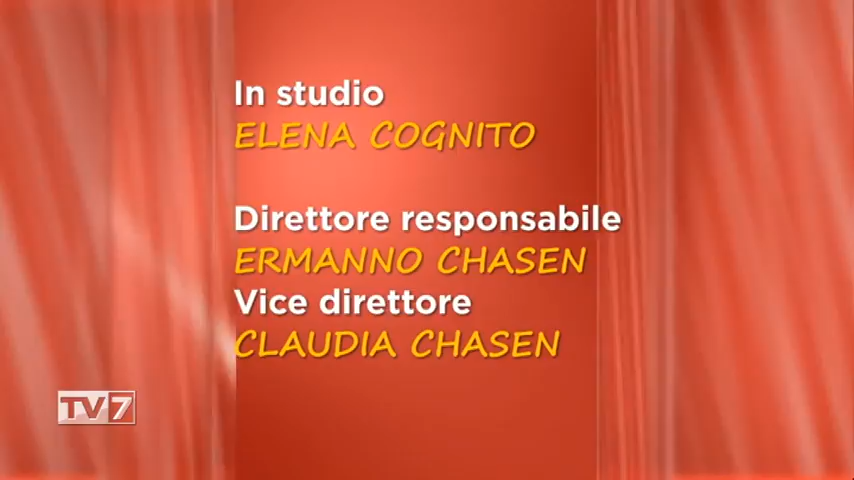 In studio
ELENA COGNITO
Direttore responsabile
ERMANNO CHASEN
Vice direttore
CLAUDIA CHASEN
TV7